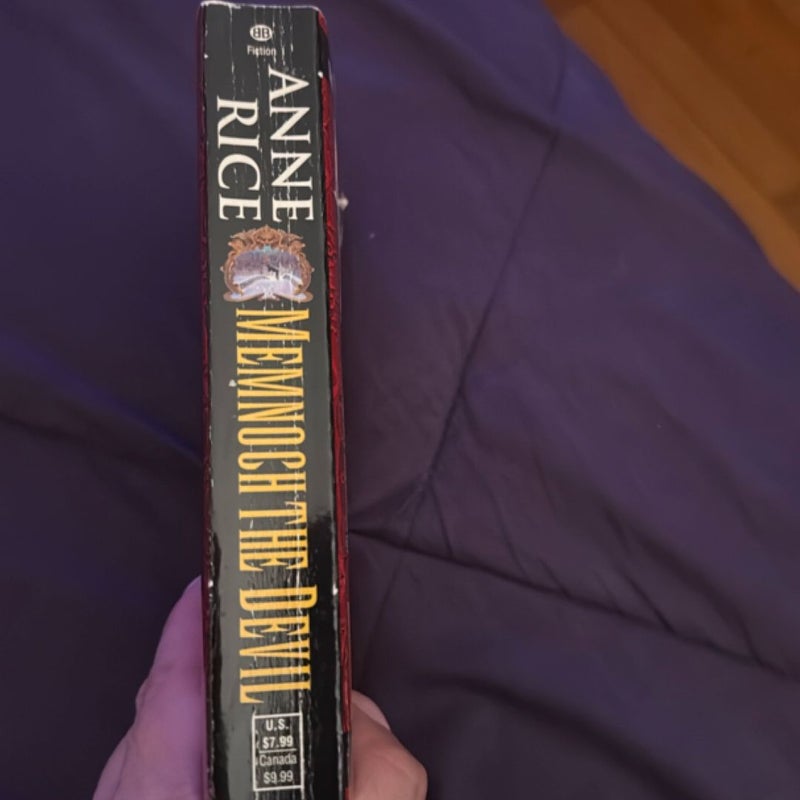 BB
Fiction
ANNE
RICE
MEMNOCH THE DEVIL
U.S.
$7.99
Canada
$9.99